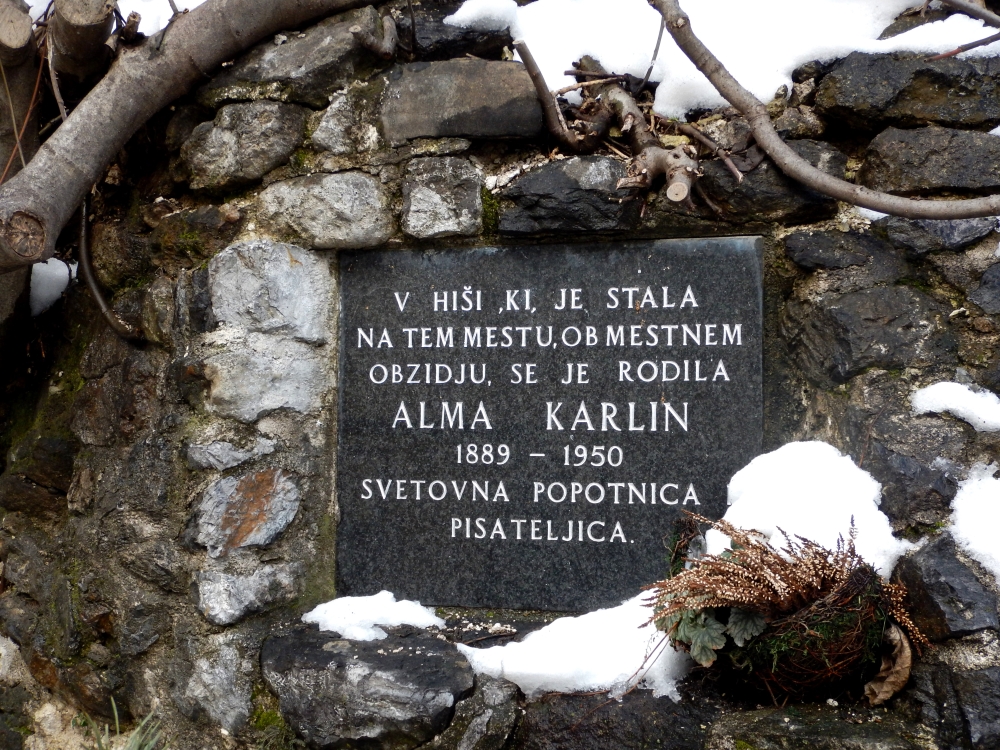 V HIŠI ,KI, JE STALA
NA TEM MESTU, OB MESTNEM
OBZIDJU, SE JE RODILA
ALMA KARLIN
1889 – 1950
SVETOVNA POPOTNICA
PISATELJICA.